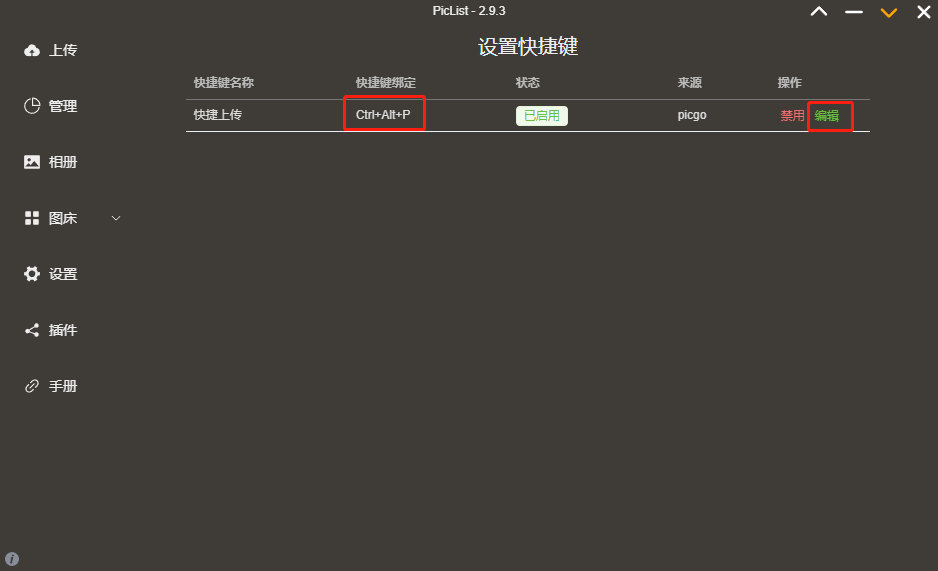 PicList - 2.9.3
设置快捷键
上传
管理
相册
图床
设置
插件
手册
快捷键名称 快捷键绑定 状态 来源 操作
快捷上传 Ctrl+Alt+P 已启用 picgo 禁用 编辑